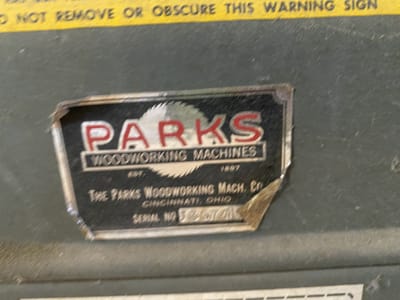 NOT REMOVE OR OBSCURE THIS WARNING SIGN
PARKS
WOODWORKING MACHINES
EST. 1887
THE PARKS WOODWORKING MACH. Co
CINCINNATI, OHIO
SERIAL NO